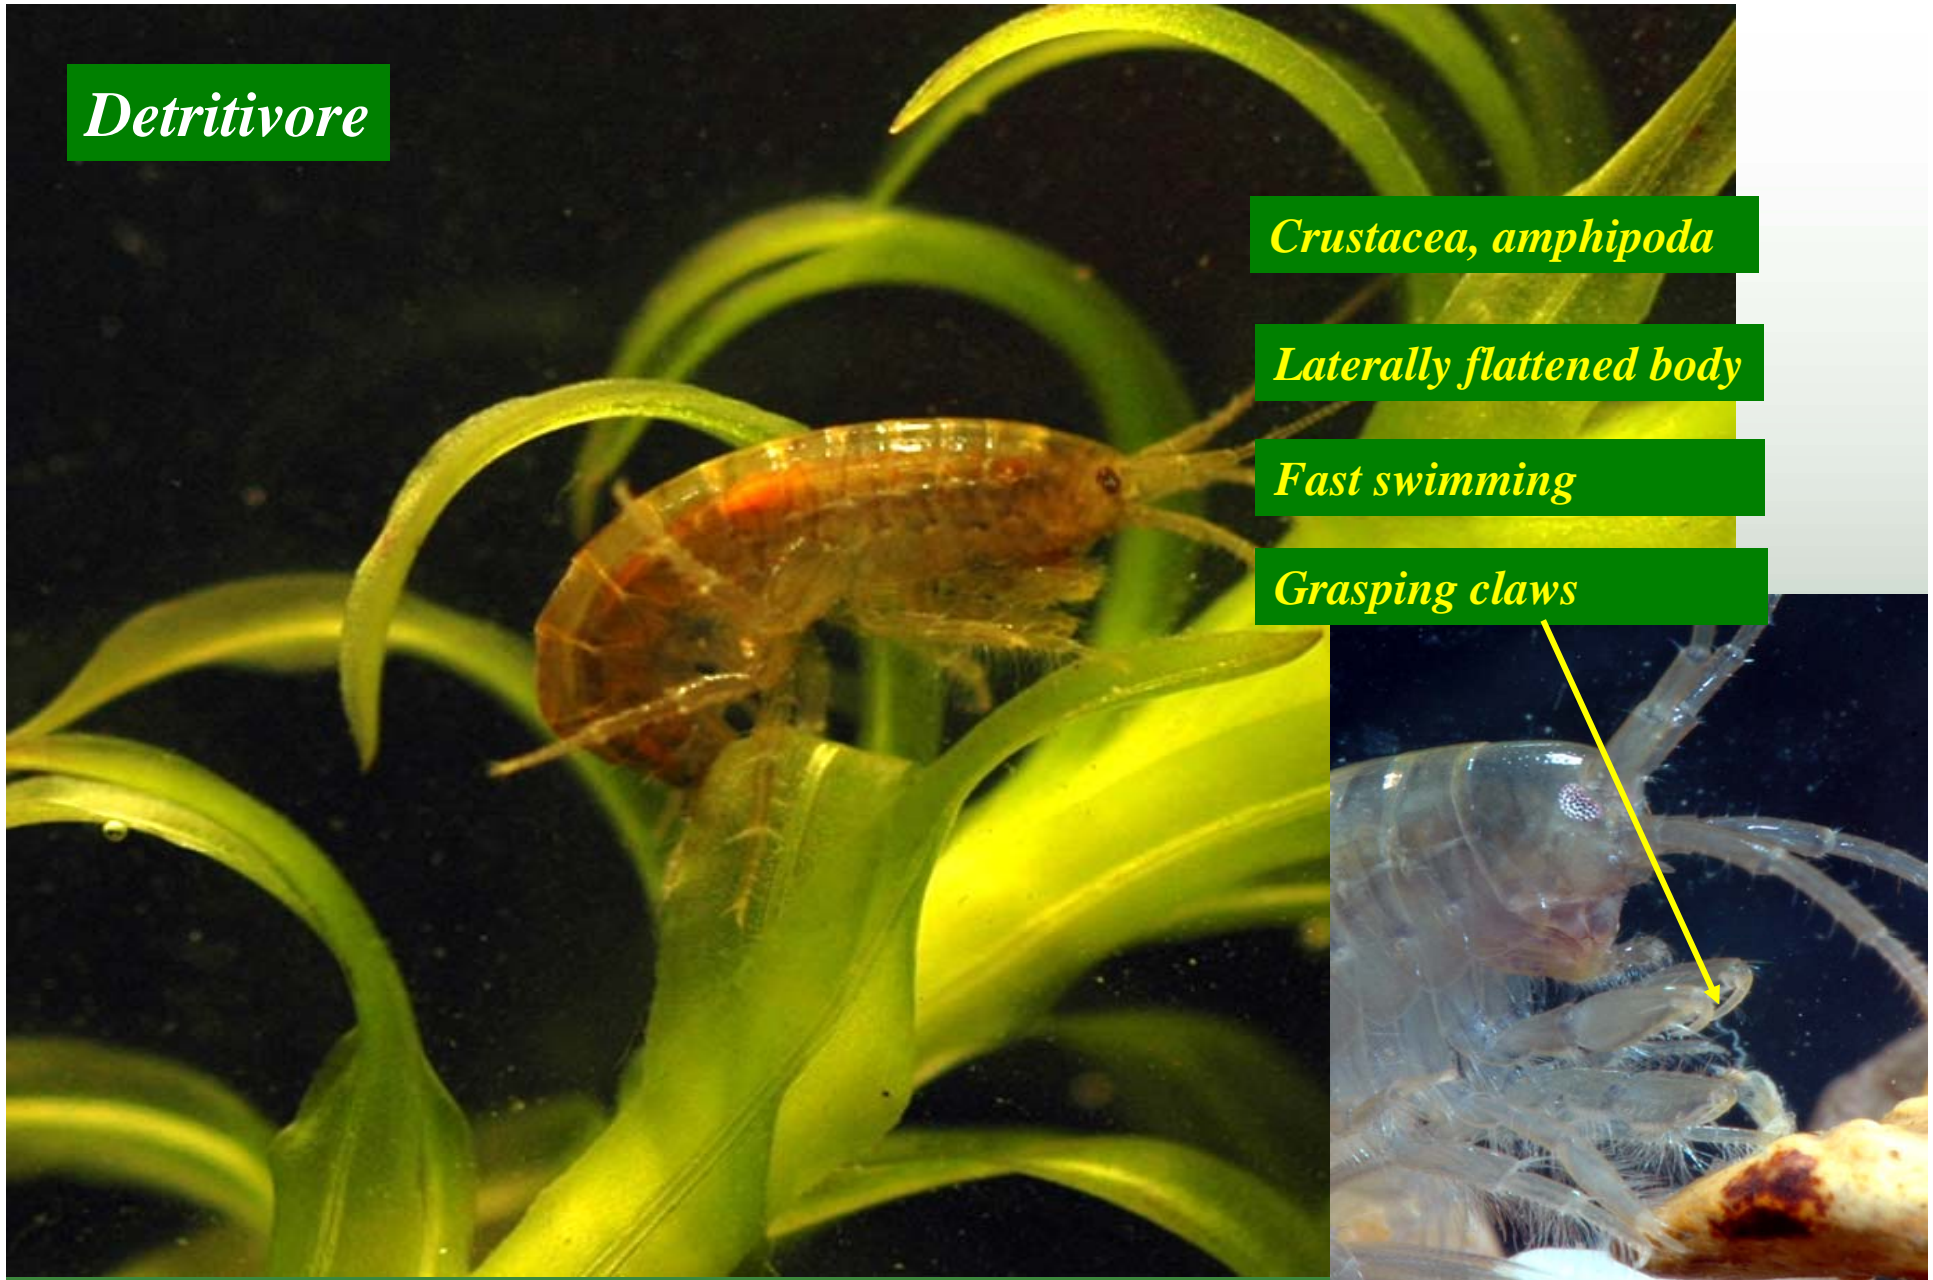 Detritivore
Crustacea, amphipoda
Laterally flattened body
Fast swimming
Grasping claws